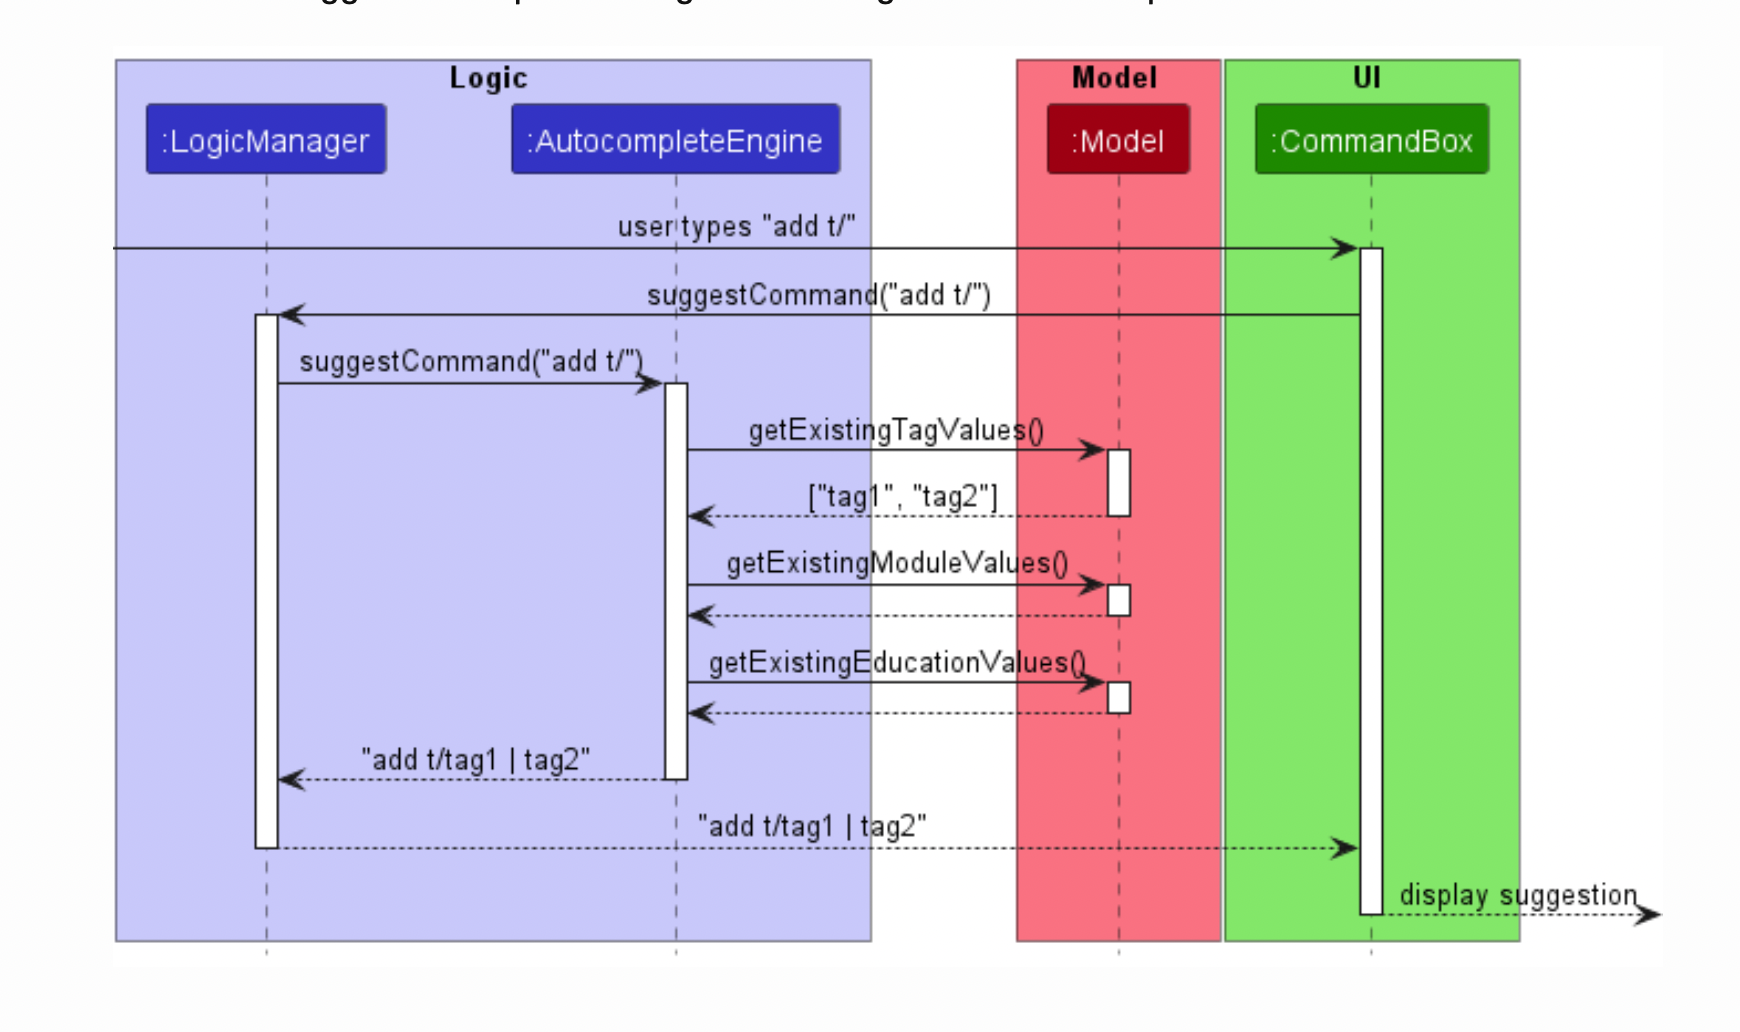 Logic
Model
UI
:LogicManager
:AutocompleteEngine
:Model
:CommandBox
user types "add t/"
suggestCommand("add t/")
suggestCommand("add t/")
getExistingTagValues()
["tag1", "tag2"]
getExistingModuleValues()
getExistingEducationValues()
"add t/tag1 | tag2"
"add t/tag1 | tag2"
display suggestion